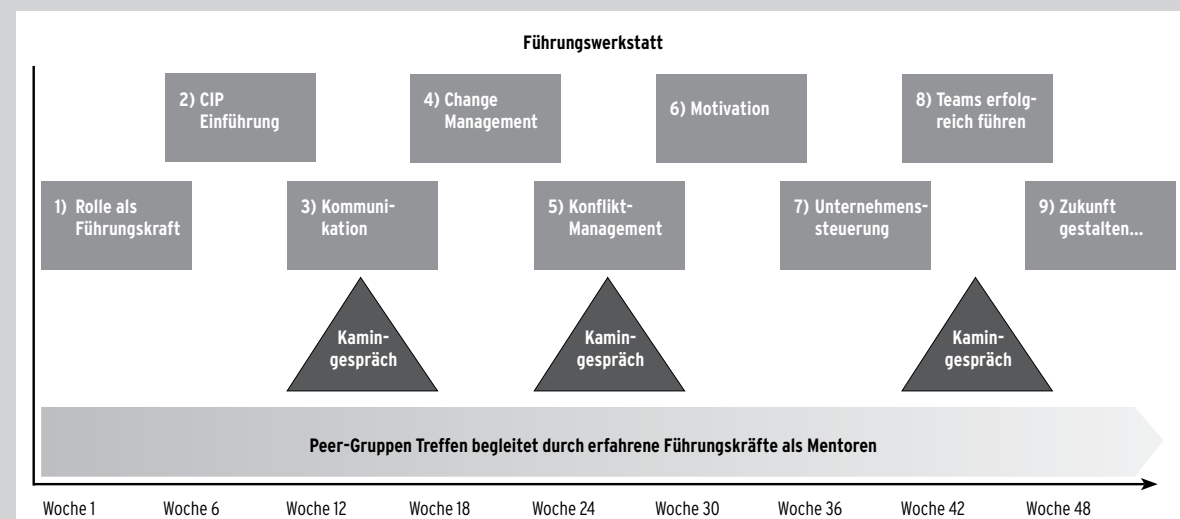 Führungswerkstatt
2) CIP
Einführung
4) Change
Management
6) Motivation
8) Teams erfolg-
reich führen
1) Rolle als
Führungskraft
3) Kommuni-
kation
5) Konflikt-
Management
7) Unternehmens-
steuerung
9) Zukunft
gestalten...
Kamin-
gespräch
Kamin-
gespräch
Kamin-
gespräch
Peer-Gruppen Treffen begleitet durch erfahrene Führungskräfte als Mentoren
Woche 1 Woche 6 Woche 12 Woche 18 Woche 24 Woche 30 Woche 36 Woche 42 Woche 48